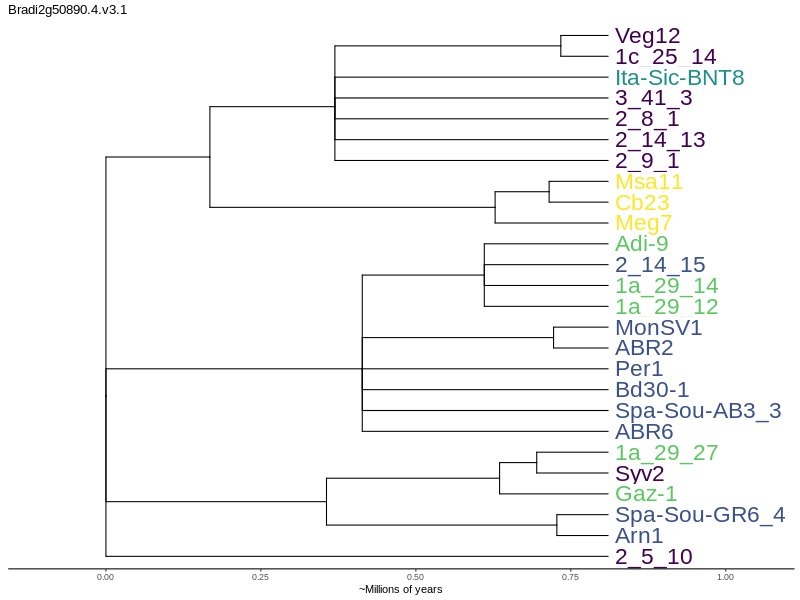 Bradi2g50890.4.v3.1
Veg12
1c_25_14
Ita-Sic-BNT8
3_41_3
2_8_1
2_14_13
2_9_1
Msa11
Cb23
Meg7
Adi-9
2_14_15
1a_29_14
1a_29_12
MonSV1
ABR2
Per1
Bd30-1
Spa-Sou-AB3_3
ABR6
1a_29_27
Syv2
Gaz-1
Spa-Sou-GR6_4
Arn1
2_5_10
0.00 0.25 0.50 0.75 1.00
~Millions of years